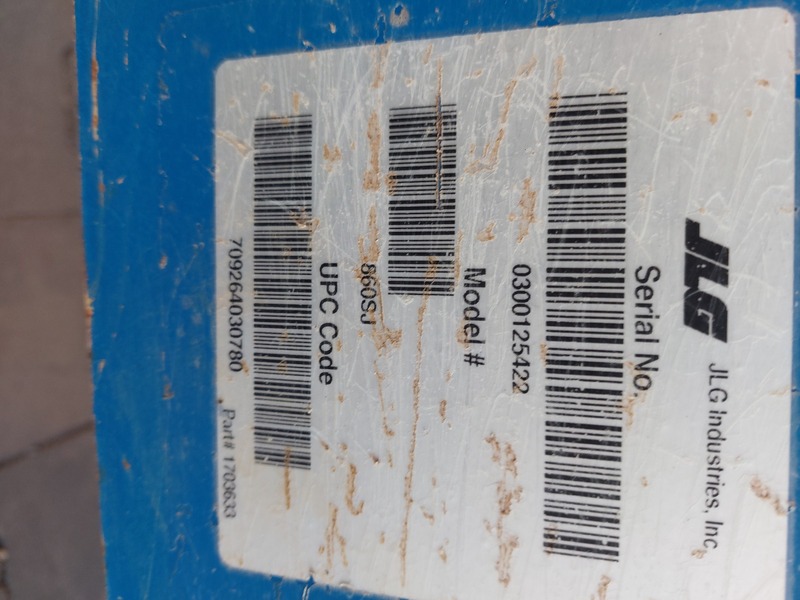 JLG JLG Industries, Inc.
Serial No.
0300125422
Model #
860SJ
UPC Code
709264030780
Part# 1703633